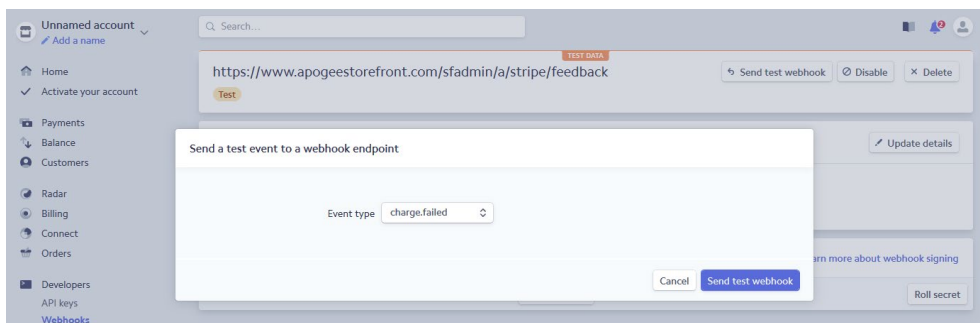 Unnamed account
Add a name
Search...
2
Home
Activate your account
Payments
Balance
Customers
Radar
Billing
Connect
Orders
Developers
API keys
Webhooks
TEST DATA
https://www.apogeestorefront.com/sfadmin/a/stripe/feedback
Send test webhook
Disable
Delete
Test
Update details
Send a test event to a webhook endpoint
Event type
charge.failed
Cancel
Send test webhook
more about webhook signing
Roll secret